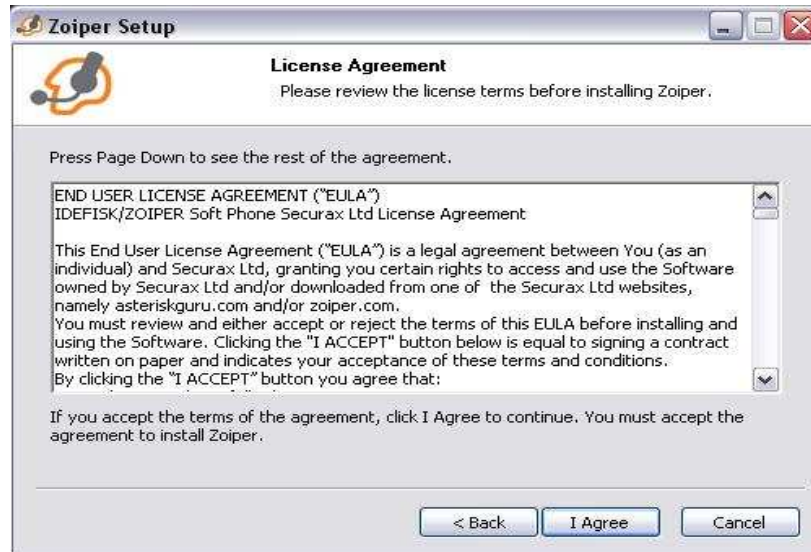 Zoiper Setup
License Agreement
Please review the license terms before installing Zoiper.
Press Page Down to see the rest of the agreement.
END USER LICENSE AGREEMENT ("EULA")
IDEFISK/ZOIPER Soft Phone Securax Ltd License Agreement
This End User License Agreement ("EULA") is a legal agreement between You (as an
individual) and Securax Ltd, granting you certain rights to access and use the Software
owned by Securax Ltd and/or downloaded from one of the Securax Ltd websites,
namely asteriskguru.com and/or zoiper.com.
You must review and either accept or reject the terms of this EULA before installing and
using the Software. Clicking the "I ACCEPT" button below is equal to signing a contract
written on paper and indicates your acceptance of these terms and conditions.
By clicking the "I ACCEPT" button you agree that:
If you accept the terms of the agreement, click I Agree to continue. You must accept the
agreement to install Zoiper.
< Back
I Agree
Cancel